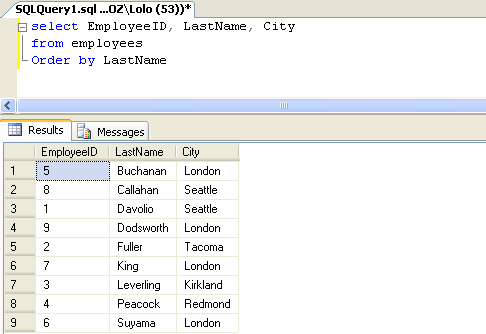 SQLQuery1.sql ...OZ\Lolo (53))*
select EmployeeID, LastName, City
from employees
Order by LastName
Results Messages
EmployeeID LastName City
1 5 Buchanan London
2 8 Callahan Seattle
3 1 Davolio Seattle
4 9 Dodsworth London
5 2 Fuller Tacoma
6 7 King London
7 3 Leverling Kirkland
8 4 Peacock Redmond
9 6 Suyama London